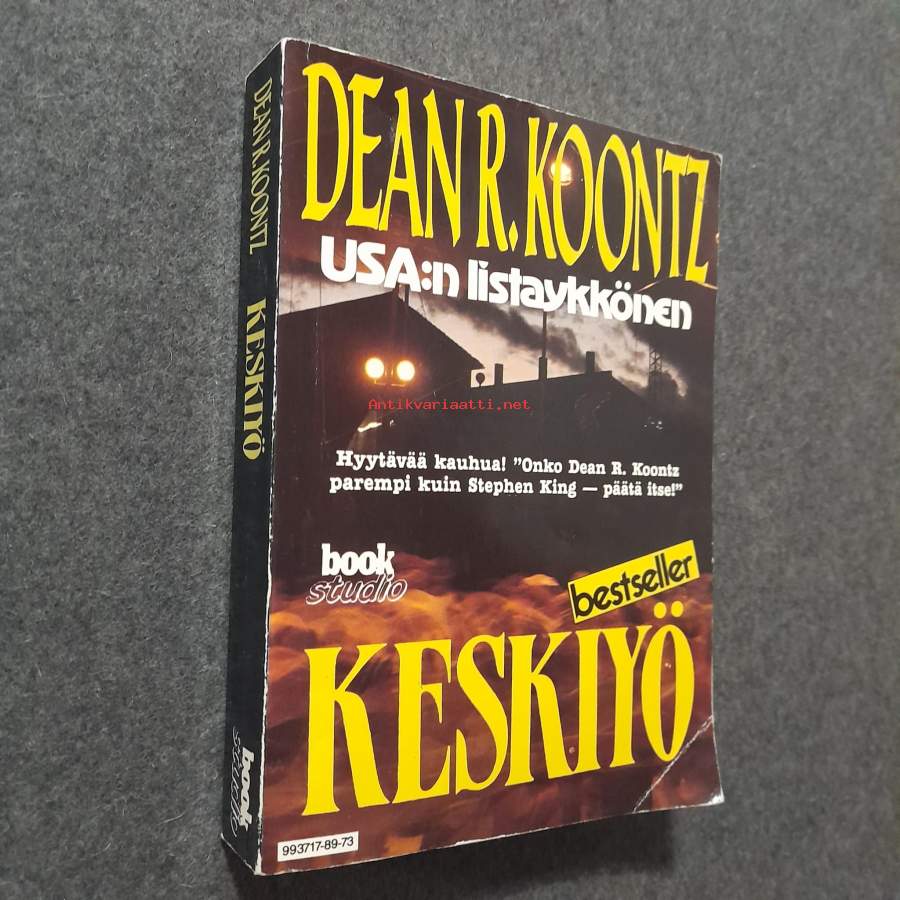 DEAN R. KOONTZ
KESKIYÖ
book
studio
DEAN R. KOONTZ
USA:n listaykkönen
Antikvariaatti.net
Hyytävää kauhua! ”Onko Dean R. Koontz
parempi kuin Stephen King — päätä itse!”
book
studio
bestseller
KESKIYÖ
993717-89-73